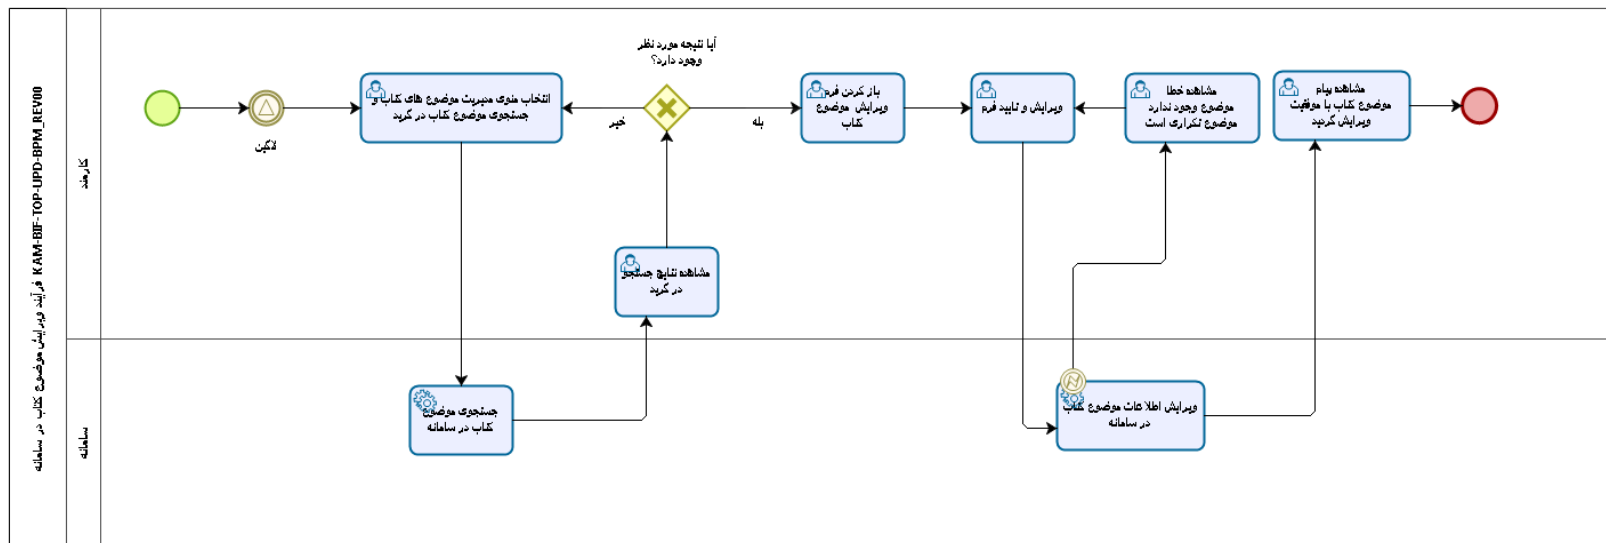 KAM-BIF-TOP-UPD-BPM_REV00 فرآیند ویرایش موضوع کتاب در سامانه
کارمند
سامانه
لاگین
انتخاب منوی مدیریت موضوع های کتاب و
جستجوی موضوع کتاب در گرید
آیا نتیجه مورد نظر
وجود دارد؟
خیر
بله
باز کردن فرم
ویرایش موضوع
کتاب
ویرایش و تایید فرم
مشاهده خطا
موضوع وجود ندارد
موضوع تکراری است
مشاهده پیام
موضوع کتاب با موفقیت
ویرایش گردید
مشاهده نتایج جستجو
در گرید
جستجوی موضوع
کتاب در سامانه
ویرایش اطلاعات موضوع کتاب
در سامانه